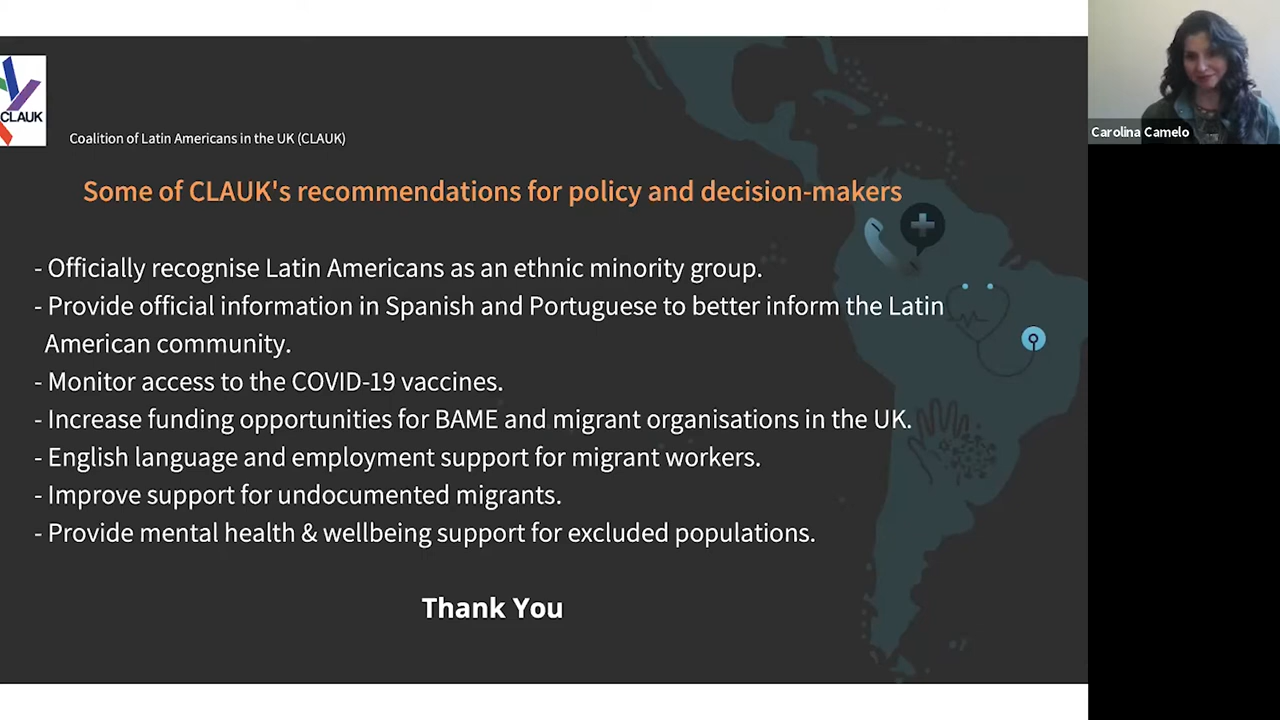 CLAUK
Coalition of Latin Americans in the UK (CLAUK)
Some of CLAUK's recommendations for policy and decision-makers
- Officially recognise Latin Americans as an ethnic minority group.
- Provide official information in Spanish and Portuguese to better inform the Latin
American community.
- Monitor access to the COVID-19 vaccines.
- Increase funding opportunities for BAME and migrant organisations in the UK.
- English language and employment support for migrant workers.
- Improve support for undocumented migrants.
- Provide mental health & wellbeing support for excluded populations.
Thank You
Carolina Camelo